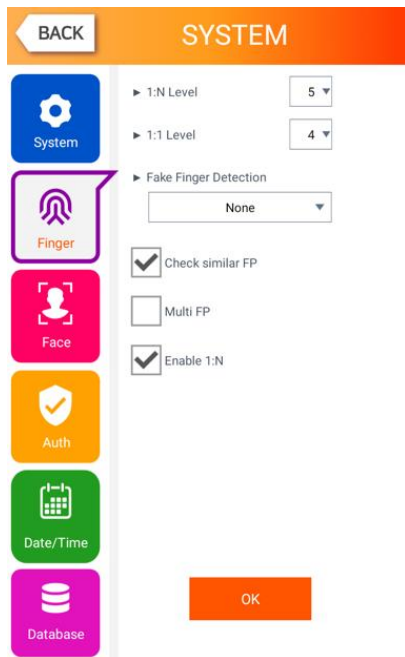 BACK
SYSTEM
System
Finger
Face
Auth
Date/Time
Database
► 1:N Level
5 ▼
► 1:1 Level
4 ▼
► Fake Finger Detection
None ▼
Check similar FP
Multi FP
Enable 1:N
OK